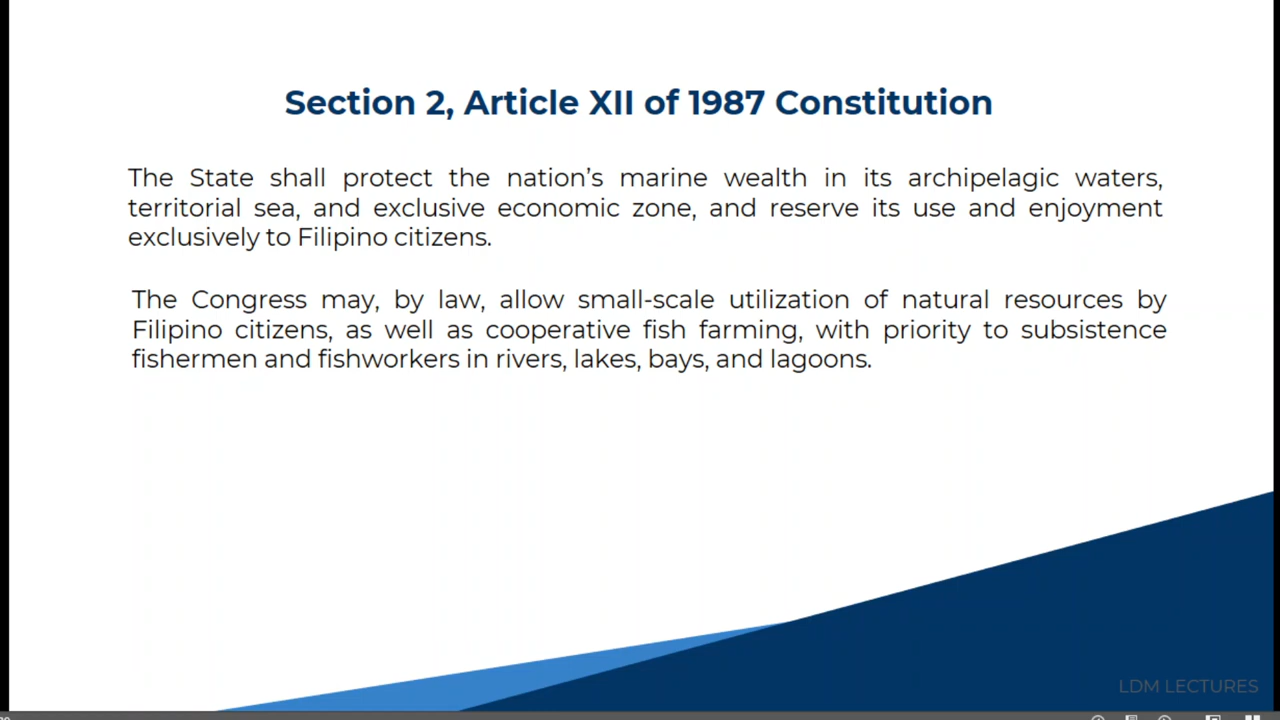 Section 2, Article XII of 1987 Constitution
The State shall protect the nation's marine wealth in its archipelagic waters,
territorial sea, and exclusive economic zone, and reserve its use and enjoyment
exclusively to Filipino citizens.
The Congress may, by law, allow small-scale utilization of natural resources by
Filipino citizens, as well as cooperative fish farming, with priority to subsistence
fishermen and fishworkers in rivers, lakes, bays, and lagoons.
LDM LECTURES